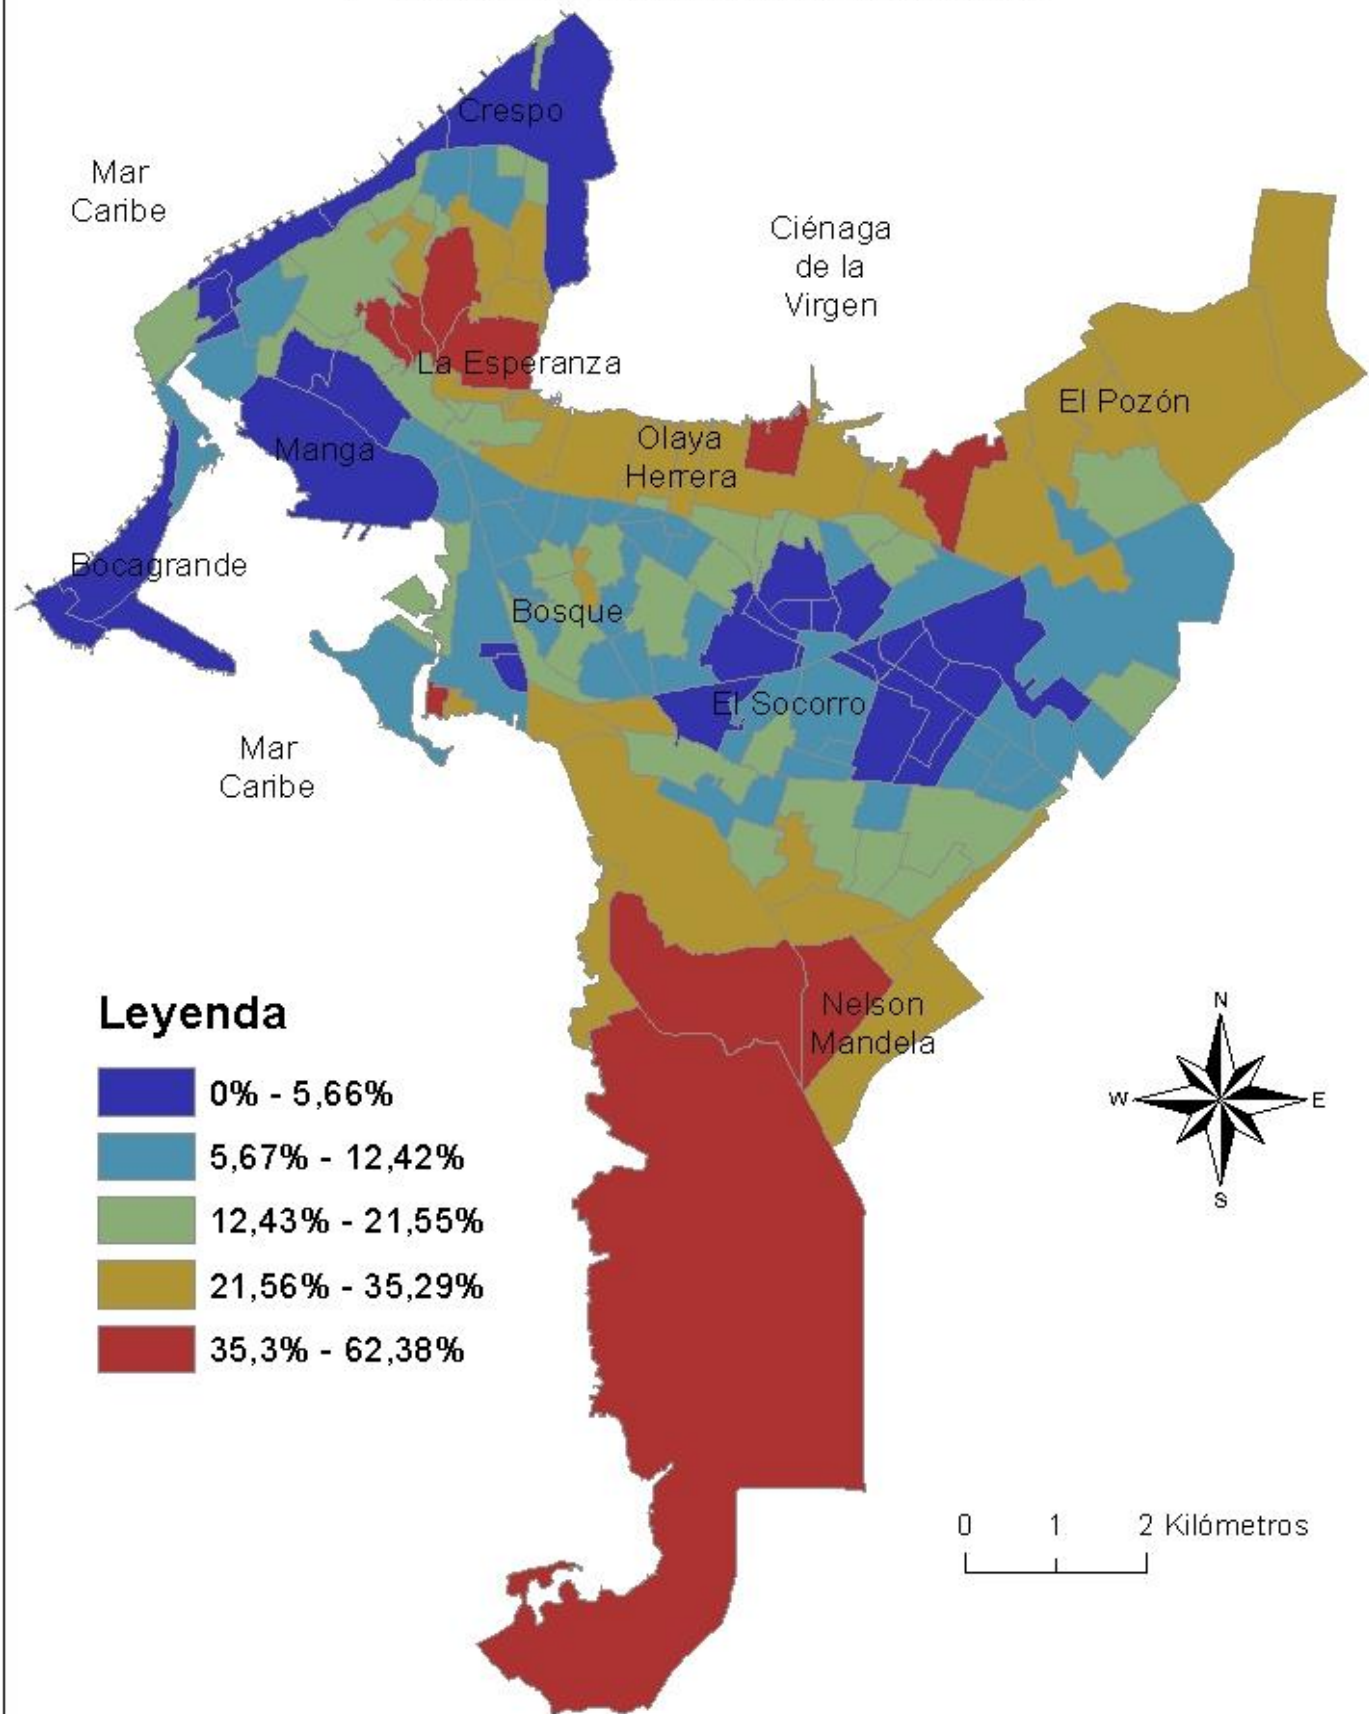 Crespo
Mar
Caribe
Ciénaga
de la
Virgen
La Esperanza
El Pozón
Olaya
Herrera
Manga
Bocagrande
Bosque
El Socorro
Mar
Caribe
Nelson
Mandela
Leyenda
0% - 5,66%
5,67% - 12,42%
12,43% - 21,55%
21,56% - 35,29%
35,3% - 62,38%
N
W E
S
0 1 2 Kilómetros